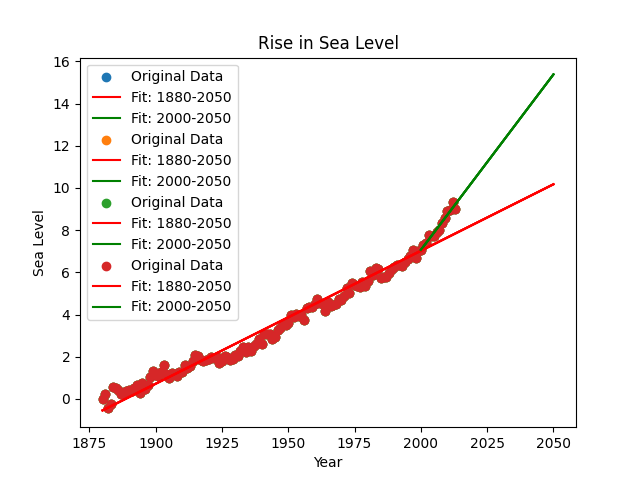 Rise in Sea Level
16
14
12
10
8
6
4
2
0
Sea Level
Original Data
Fit: 1880-2050
Fit: 2000-2050
Original Data
Fit: 1880-2050
Fit: 2000-2050
Original Data
Fit: 1880-2050
Fit: 2000-2050
Original Data
Fit: 1880-2050
Fit: 2000-2050
1875 1900 1925 1950 1975 2000 2025 2050
Year